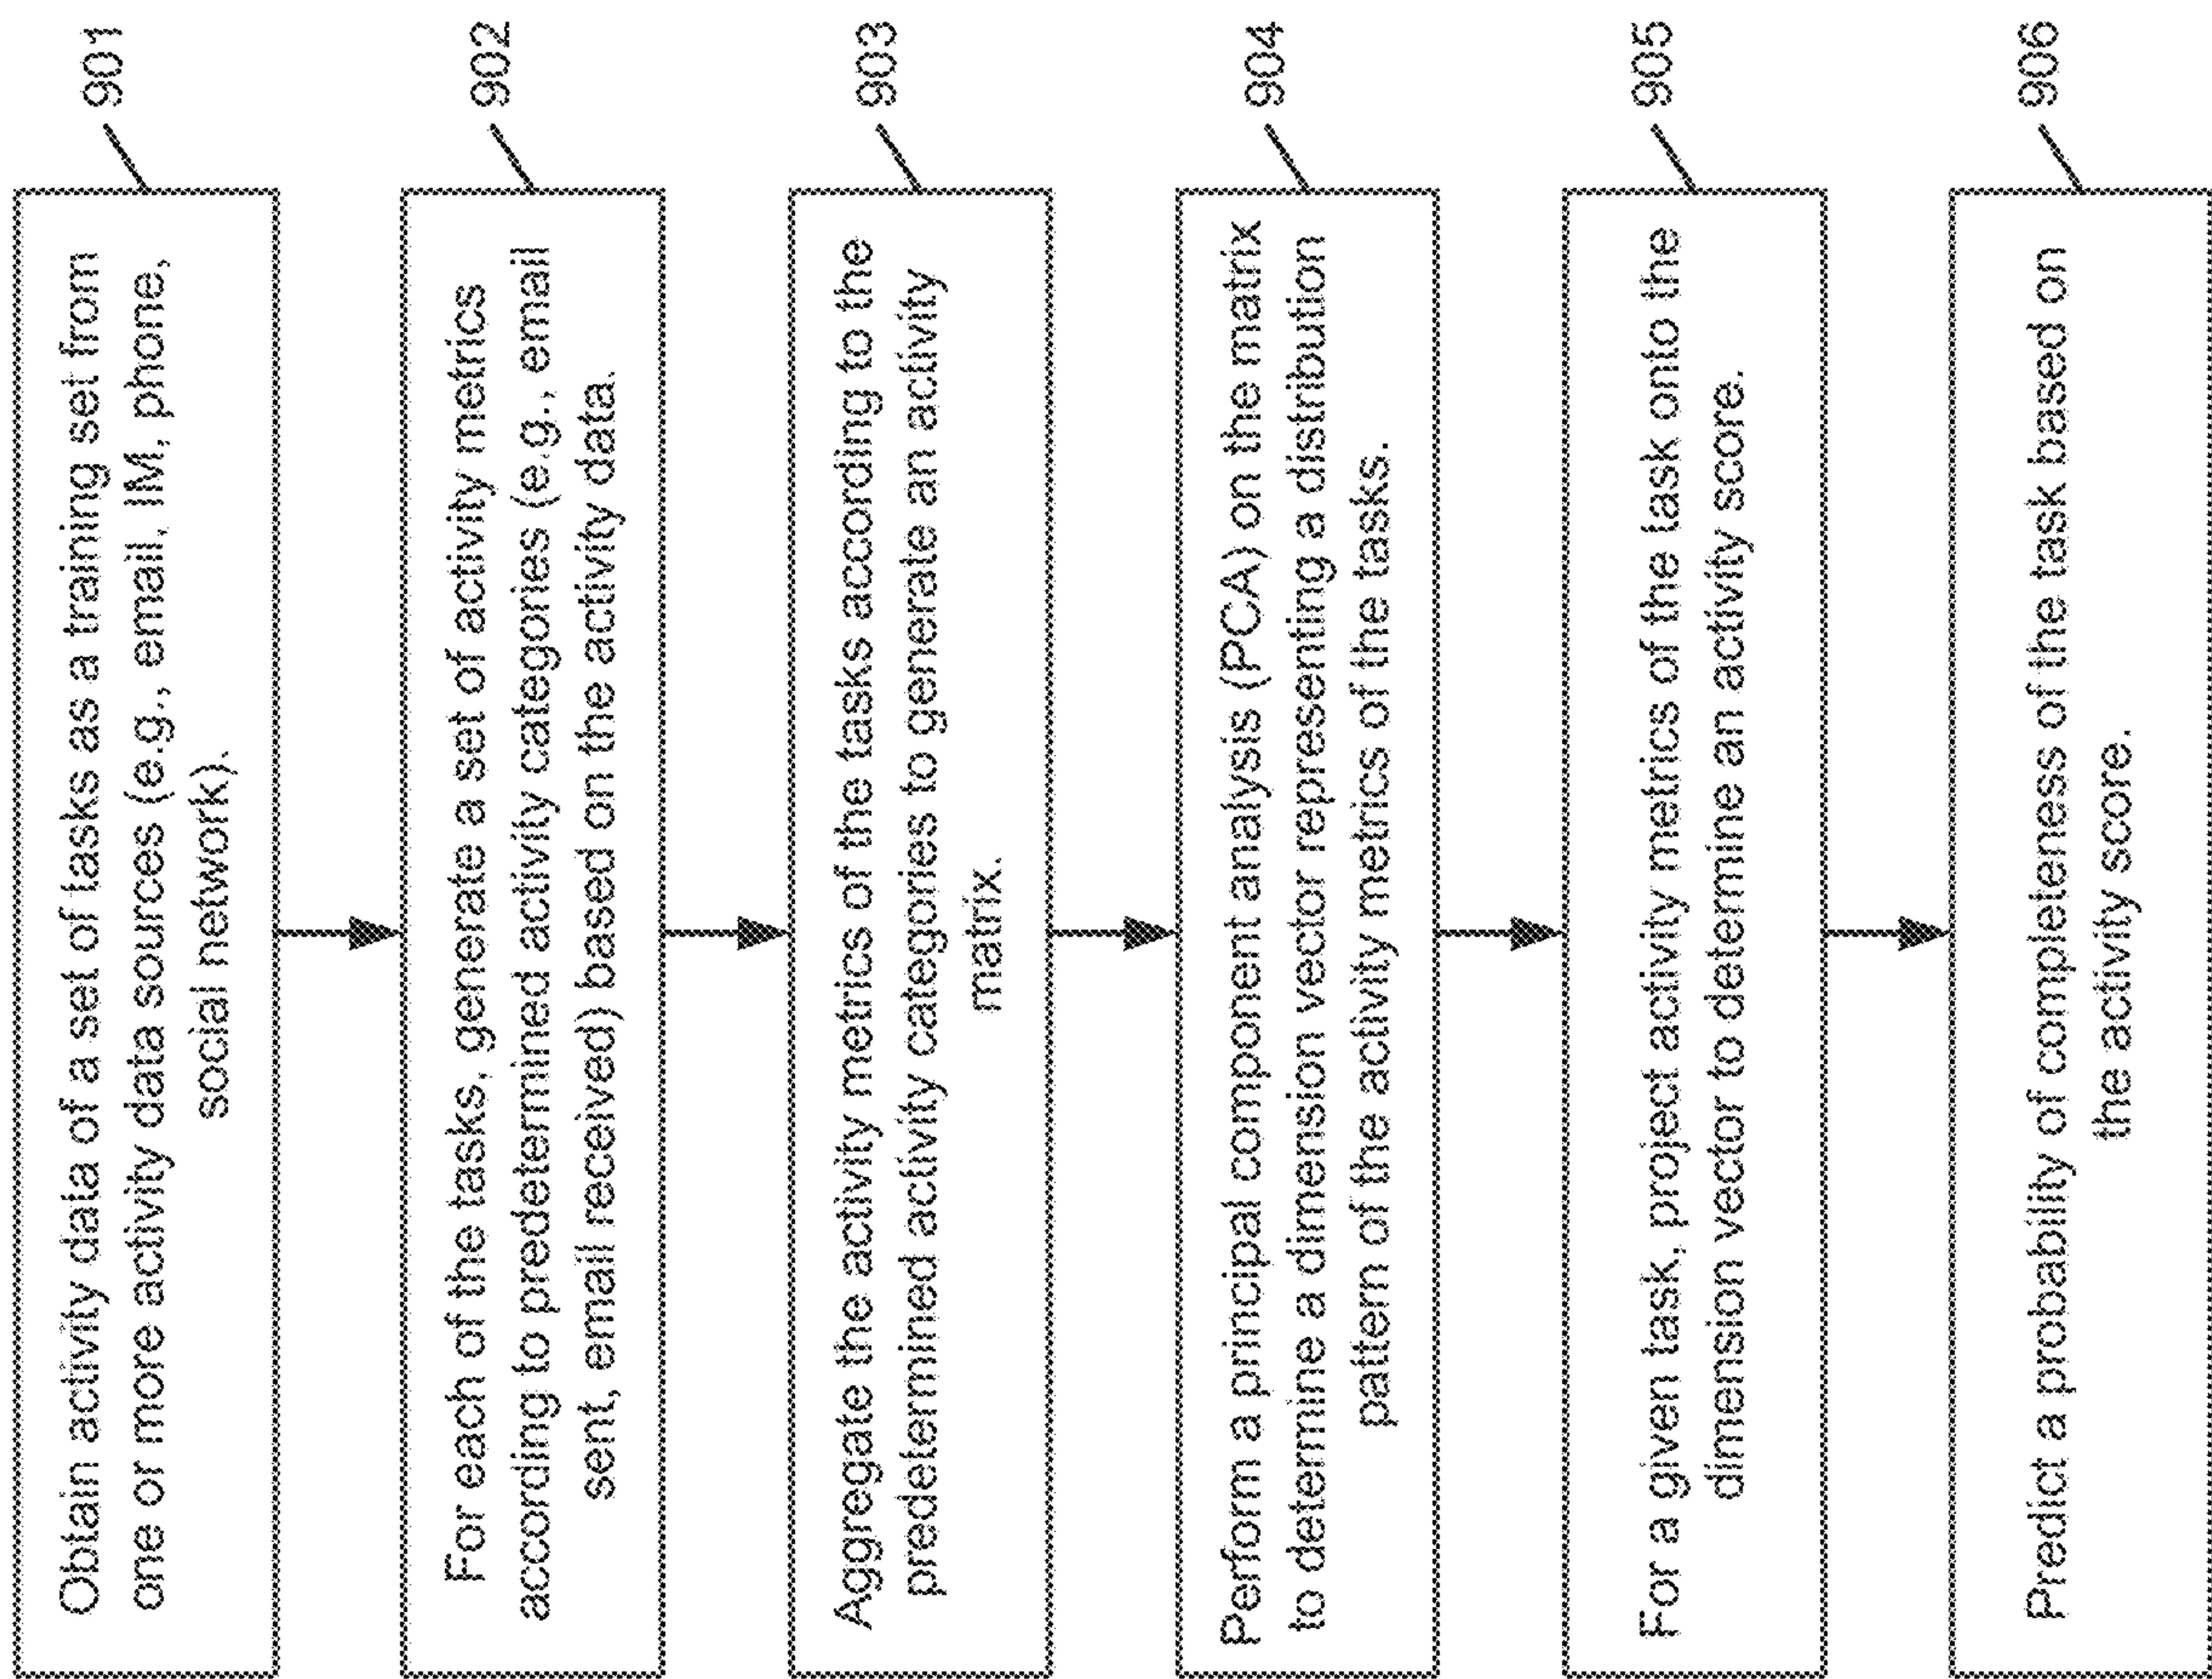 Obtain activity data of a set of tasks as a training set from
one or more activity data sources (e.g., email, IM, phone,
social network).
901
For each of the tasks, generate a set of activity metrics
according to predetermined activity categories (e.g., email
sent, email received) based on the activity data.
902
Aggregate the activity metrics of the tasks according to the
predetermined activity categories to generate an activity
matrix.
903
Perform a principal component analysis (PCA) on the matrix
to determine a dimension vector representing a distribution
pattern of the activity metrics of the tasks.
904
For a given task, project activity metrics of the task onto the
dimension vector to determine an activity score.
905
Predict a probability of completeness of the task based on
the activity score.
906